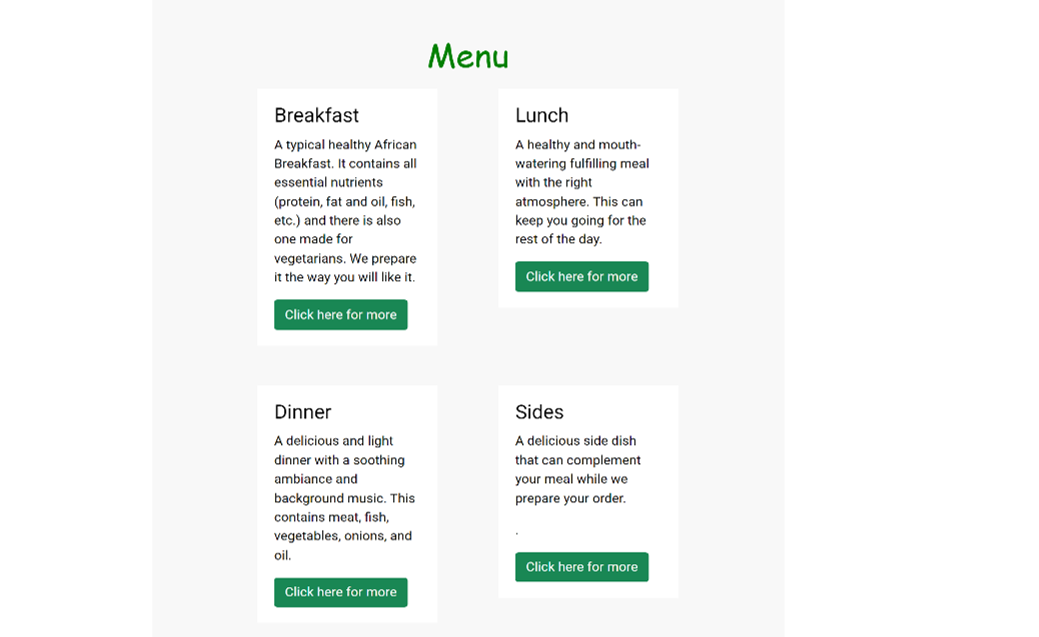 Menu
Breakfast
A typical healthy African
Breakfast. It contains all
essential nutrients
(protein, fat and oil, fish,
etc.) and there is also
one made for
vegetarians. We prepare
it the way you will like it.
Click here for more
Lunch
A healthy and mouth-
watering fulfilling meal
with the right
atmosphere. This can
keep you going for the
rest of the day.
Click here for more
Dinner
A delicious and light
dinner with a soothing
ambiance and
background music. This
contains meat, fish,
vegetables, onions, and
oil.
Click here for more
Sides
A delicious side dish
that can complement
your meal while we
prepare your order.
.
Click here for more